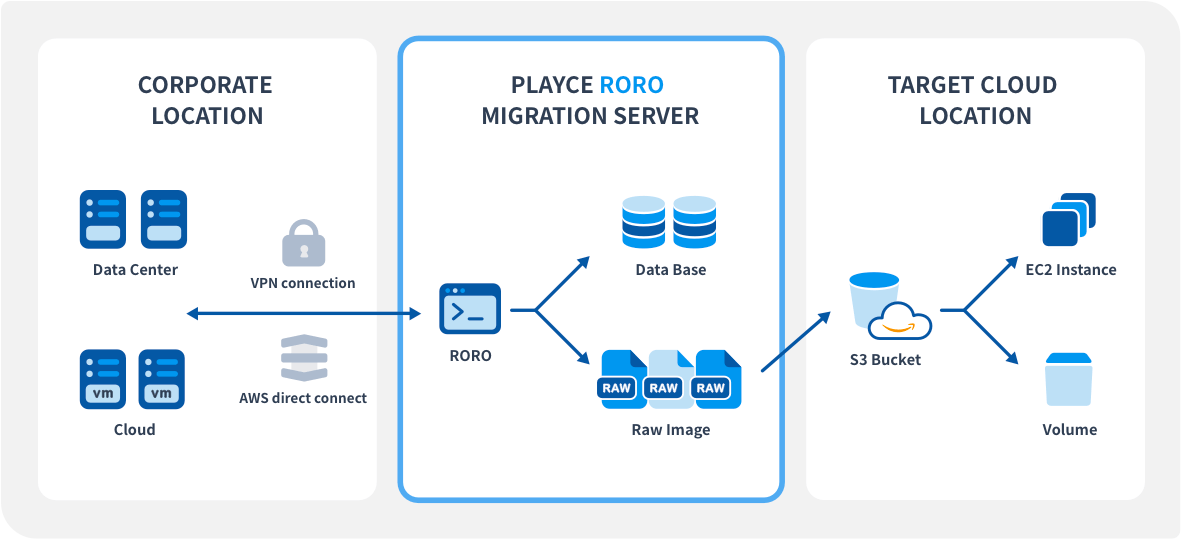 CORPORATE
LOCATION
Data Center
VPN connection
AWS direct connect
vm
vm
Cloud
PLAYCE RORO
MIGRATION SERVER
RORO
Data Base
RAW
RAW
RAW
Raw Image
TARGET CLOUD
LOCATION
S3 Bucket
EC2 Instance
Volume